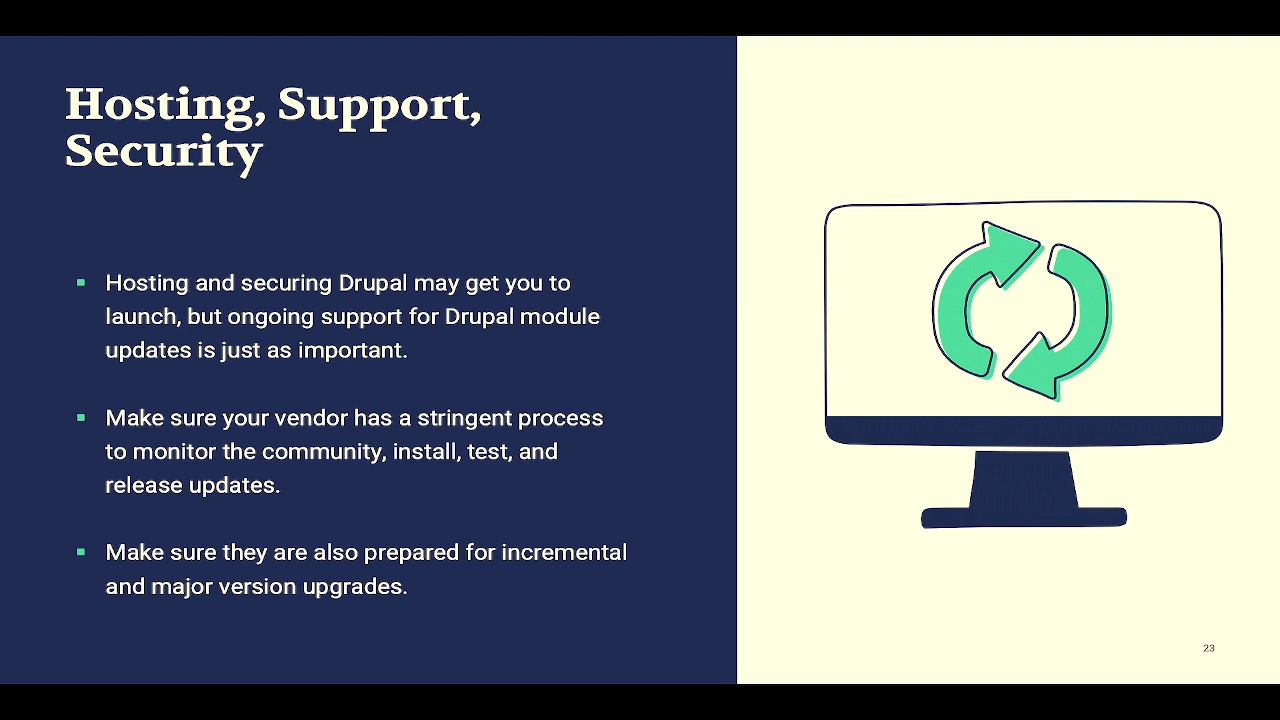 Hosting, Support,
Security
Hosting and securing Drupal may get you to
launch, but ongoing support for Drupal module
updates is just as important.
Make sure your vendor has a stringent process
to monitor the community, install, test, and
release updates.
Make sure they are also prepared for incremental
and major version upgrades.
23